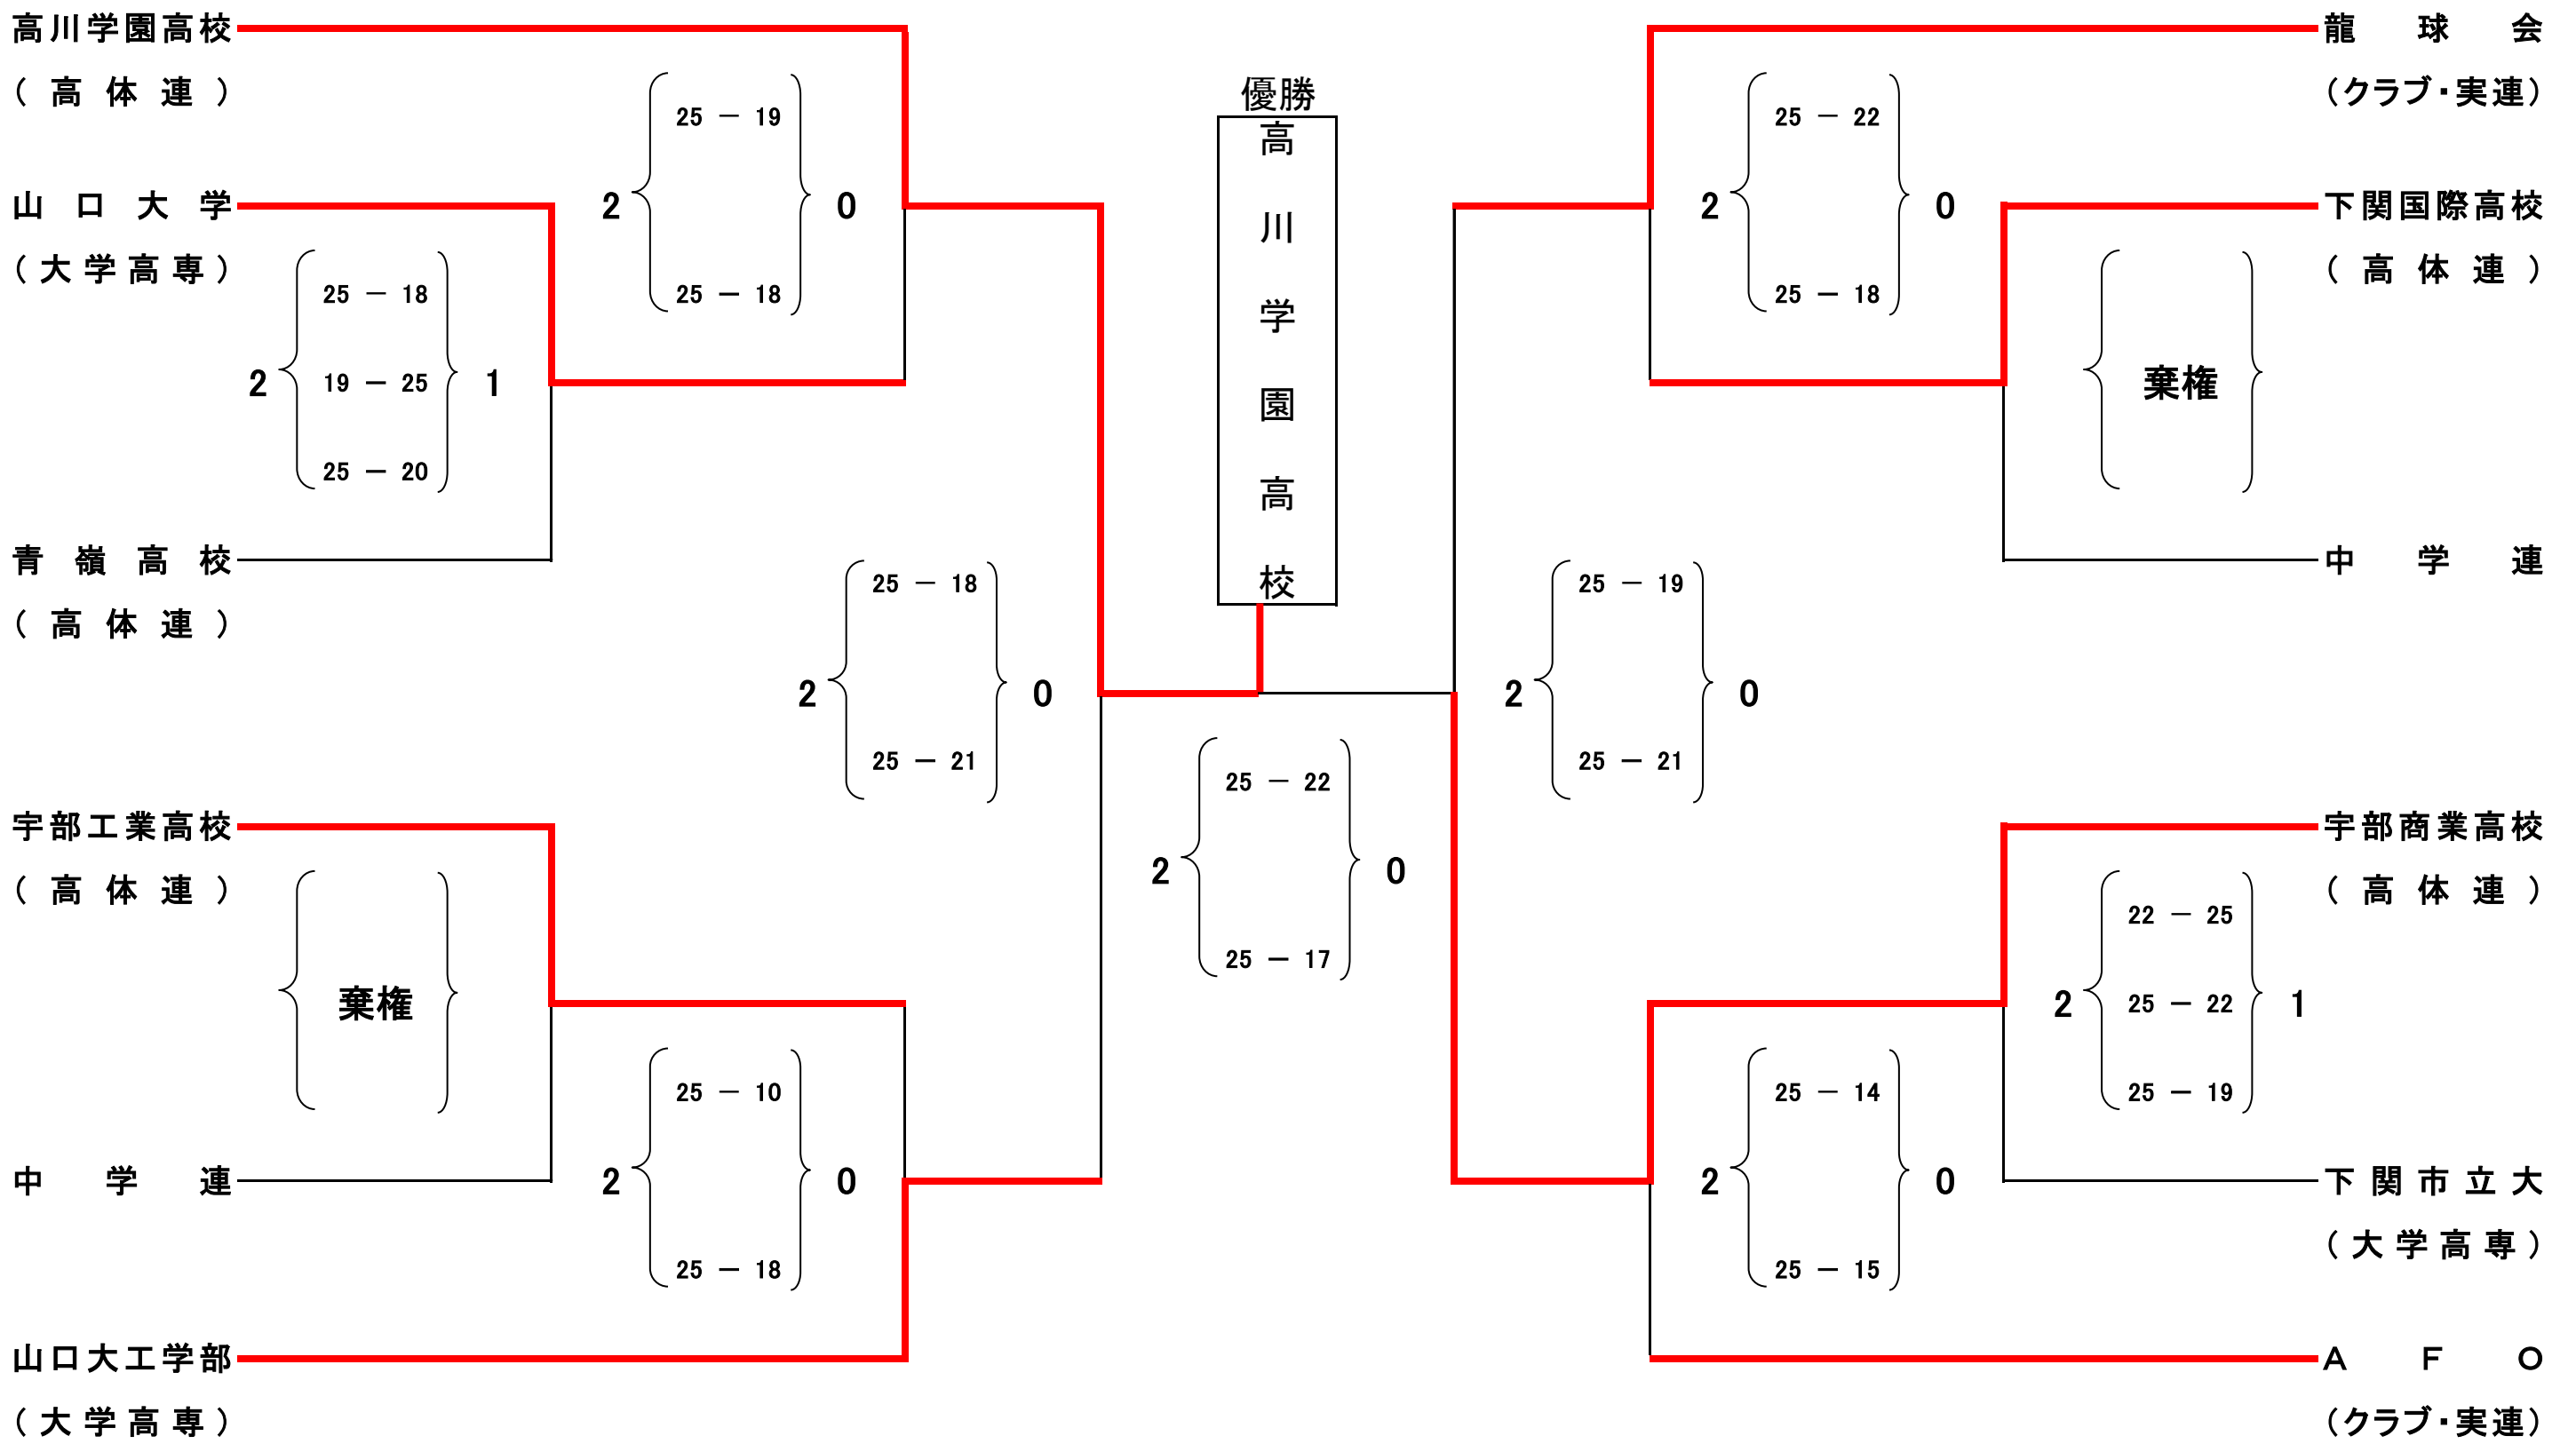 高川学園高校
（高体連）
山口大学
（大学高専）
青嶺高校
（高体連）
宇部工業高校
（高体連）
中学連
山口大工学部
（大学高専）
25 － 18
2 19 － 25 1
25 － 20
棄権
25 － 19
2 0
25 － 18
25 － 10
2 0
25 － 18
25 － 18
2 0
25 － 21
優勝
高川学園高校
25 － 22
2 0
25 － 17
25 － 19
2 0
25 － 21
25 － 22
2 0
25 － 18
25 － 14
2 0
25 － 15
棄権
22 － 25
2 25 － 22 1
25 － 19
龍球会
（クラブ・実連）
下関国際高校
（高体連）
中学連
宇部商業高校
（高体連）
下関市立大
（大学高専）
ＡＦＯ
（クラブ・実連）